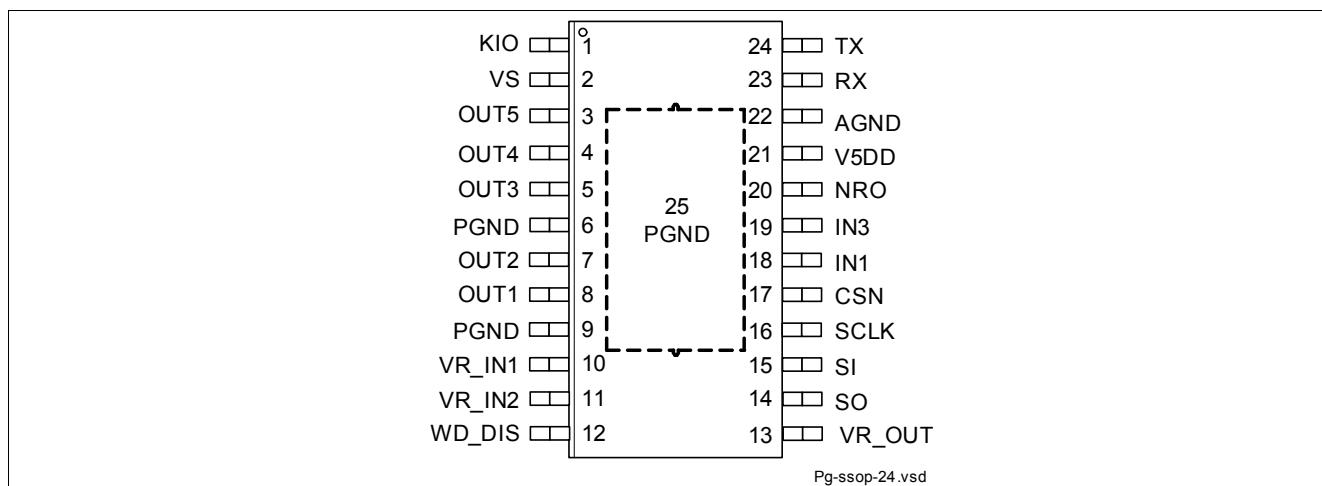 KIO 1 24 TX
VS 2 23 RX
OUT5 3 22 AGND
OUT4 4 21 V5DD
OUT3 5 20 NRO
PGND 6 19 IN3
25
PGND
OUT2 7 18 IN1
OUT1 8 17 CSN
PGND 9 16 SCLK
VR_IN1 10 15 SI
VR_IN2 11 14 SO
WD_DIS 12 13 VR_OUT
Pg-ssop-24.vsd